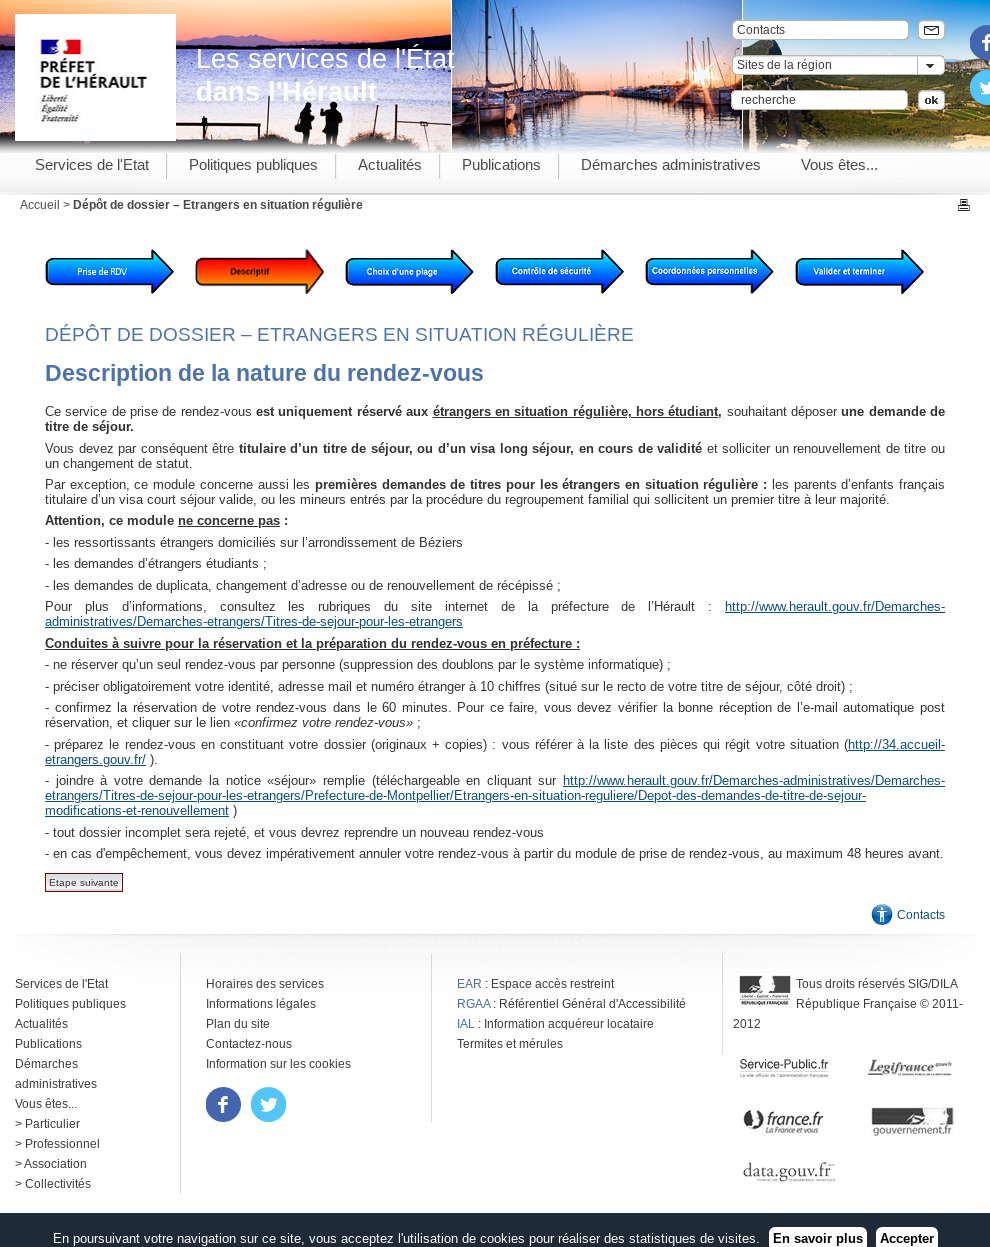 PRÉFET
DE L'HÉRAULT
Liberté
Égalité
Fraternité
Les services de l'État
dans l'Hérault
Contacts
Sites de la région
recherche
ok
Services de l'Etat
Politiques publiques
Actualités
Publications
Démarches administratives
Vous êtes...
Accueil > Dépôt de dossier – Etrangers en situation régulière
Prise de RDV
Descriptif
Choix d'une plage
Contrôle de sécurité
Coordonnées personnelles
Valider et terminer
DÉPÔT DE DOSSIER – ETRANGERS EN SITUATION RÉGULIÈRE
Description de la nature du rendez-vous
Ce service de prise de rendez-vous est uniquement réservé aux étrangers en situation régulière, hors étudiant, souhaitant déposer une demande de
titre de séjour.
Vous devez par conséquent être titulaire d’un titre de séjour, ou d’un visa long séjour, en cours de validité et solliciter un renouvellement de titre ou
un changement de statut.
Par exception, ce module concerne aussi les premières demandes de titres pour les étrangers en situation régulière : les parents d’enfants français
titulaire d’un visa court séjour valide, ou les mineurs entrés par la procédure du regroupement familial qui sollicitent un premier titre à leur majorité.
Attention, ce module ne concerne pas :
- les ressortissants étrangers domiciliés sur l’arrondissement de Béziers
- les demandes d’étrangers étudiants ;
- les demandes de duplicata, changement d’adresse ou de renouvellement de récépissé ;
Pour plus d’informations, consultez les rubriques du site internet de la préfecture de l’Hérault : http://www.herault.gouv.fr/Demarches-
administratives/Demarches-etrangers/Titres-de-sejour-pour-les-etrangers
Conduites à suivre pour la réservation et la préparation du rendez-vous en préfecture :
- ne réserver qu’un seul rendez-vous par personne (suppression des doublons par le système informatique) ;
- préciser obligatoirement votre identité, adresse mail et numéro étranger à 10 chiffres (situé sur le recto de votre titre de séjour, côté droit) ;
- confirmez la réservation de votre rendez-vous dans le 60 minutes. Pour ce faire, vous devez vérifier la bonne réception de l’e-mail automatique post
réservation, et cliquer sur le lien «confirmez votre rendez-vous» ;
- préparez le rendez-vous en constituant votre dossier (originaux + copies) : vous référer à la liste des pièces qui régit votre situation (http://34.accueil-
etrangers.gouv.fr/ ).
- joindre à votre demande la notice «séjour» remplie (téléchargeable en cliquant sur http://www.herault.gouv.fr/Demarches-administratives/Demarches-
etrangers/Titres-de-sejour-pour-les-etrangers/Prefecture-de-Montpellier/Etrangers-en-situation-reguliere/Depot-des-demandes-de-titre-de-sejour-
modifications-et-renouvellement )
- tout dossier incomplet sera rejeté, et vous devrez reprendre un nouveau rendez-vous
- en cas d'empêchement, vous devez impérativement annuler votre rendez-vous à partir du module de prise de rendez-vous, au maximum 48 heures avant.
Etape suivante
Contacts
Services de l'Etat
Politiques publiques
Actualités
Publications
Démarches
administratives
Vous êtes...
> Particulier
> Professionnel
> Association
> Collectivités
Horaires des services
Informations légales
Plan du site
Contactez-nous
Information sur les cookies
EAR : Espace accès restreint
RGAA : Référentiel Général d'Accessibilité
IAL : Information acquéreur locataire
Termites et mérules
Liberté • Égalité • Fraternité
RÉPUBLIQUE FRANÇAISE
Tous droits réservés SIG/DILA
République Française © 2011-
2012
Service-Public.fr
Le site officiel de l'administration française
Legifrance.gouv.fr
france.fr
La France et vous
gouvernement.fr
data.gouv.fr
En poursuivant votre navigation sur ce site, vous acceptez l'utilisation de cookies pour réaliser des statistiques de visites.
En savoir plus
Accepter